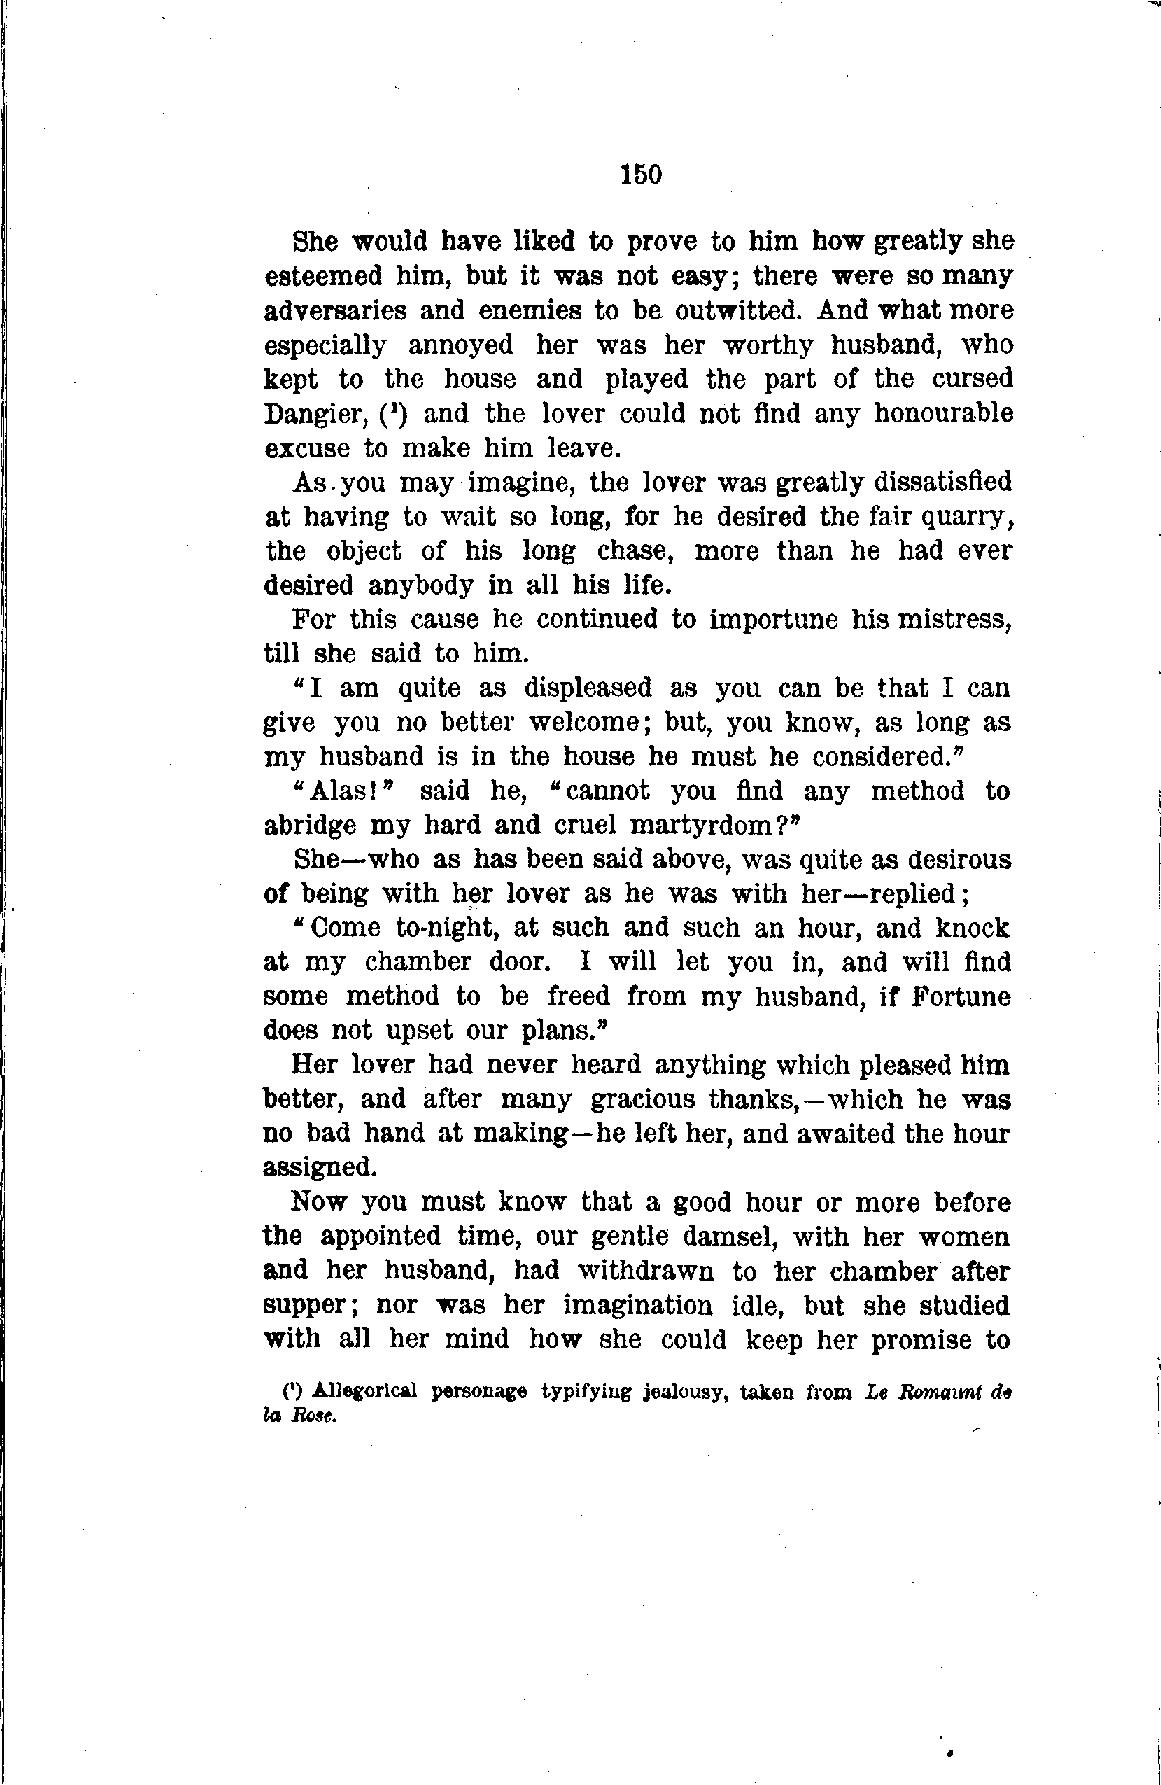 150
She would have liked to prove to him how greatly she
esteemed him, but it was not easy; there were so many
adversaries and enemies to be outwitted. And what more
especially annoyed her was her worthy husband, who
kept to the house and played the part of the cursed
Dangier, (¹) and the lover could not find any honourable
excuse to make him leave.
As you may imagine, the lover was greatly dissatisfied
at having to wait so long, for he desired the fair quarry,
the object of his long chase, more than he had ever
desired anybody in all his life.
For this cause he continued to importune his mistress,
till she said to him.
"I am quite as displeased as you can be that I can
give you no better welcome; but, you know, as long as
my husband is in the house he must he considered."
"Alas!" said he, "cannot you find any method to
abridge my hard and cruel martyrdom?"
She—who as has been said above, was quite as desirous
of being with her lover as he was with her—replied;
"Come to-night, at such and such an hour, and knock
at my chamber door. I will let you in, and will find
some method to be freed from my husband, if Fortune
does not upset our plans."
Her lover had never heard anything which pleased him
better, and after many gracious thanks,—which he was
no bad hand at making—he left her, and awaited the hour
assigned.
Now you must know that a good hour or more before
the appointed time, our gentle damsel, with her women
and her husband, had withdrawn to her chamber after
supper; nor was her imagination idle, but she studied
with all her mind how she could keep her promise to
(¹) Allegorical personage typifying jealousy, taken from Le Romaunt de
la Rose.